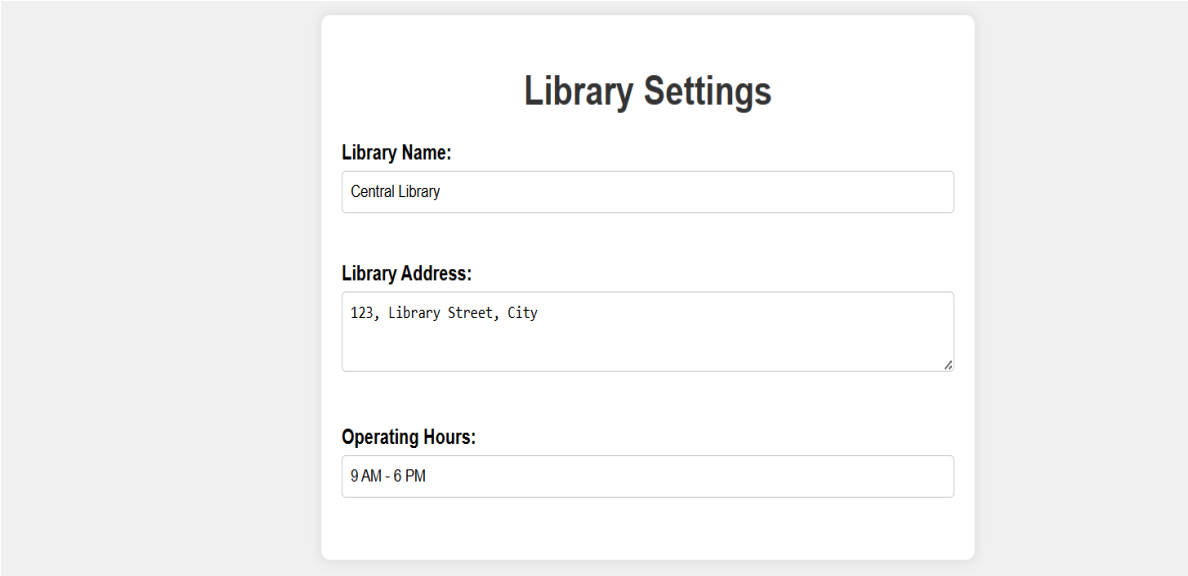 Library Settings
Library Name:
Central Library
Library Address:
123, Library Street, City
Operating Hours:
9 AM - 6 PM